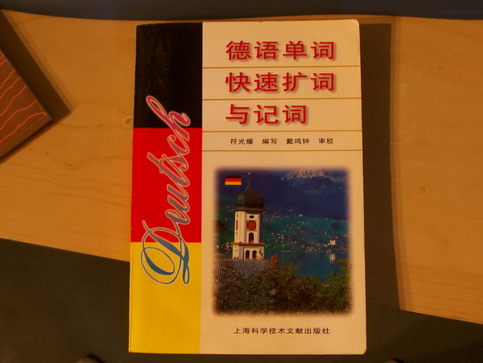 德语单词
快速扩词
与记词
符光耀 编写 戴鸣钟 审校
Deutsch
上海科学技术文献出版社